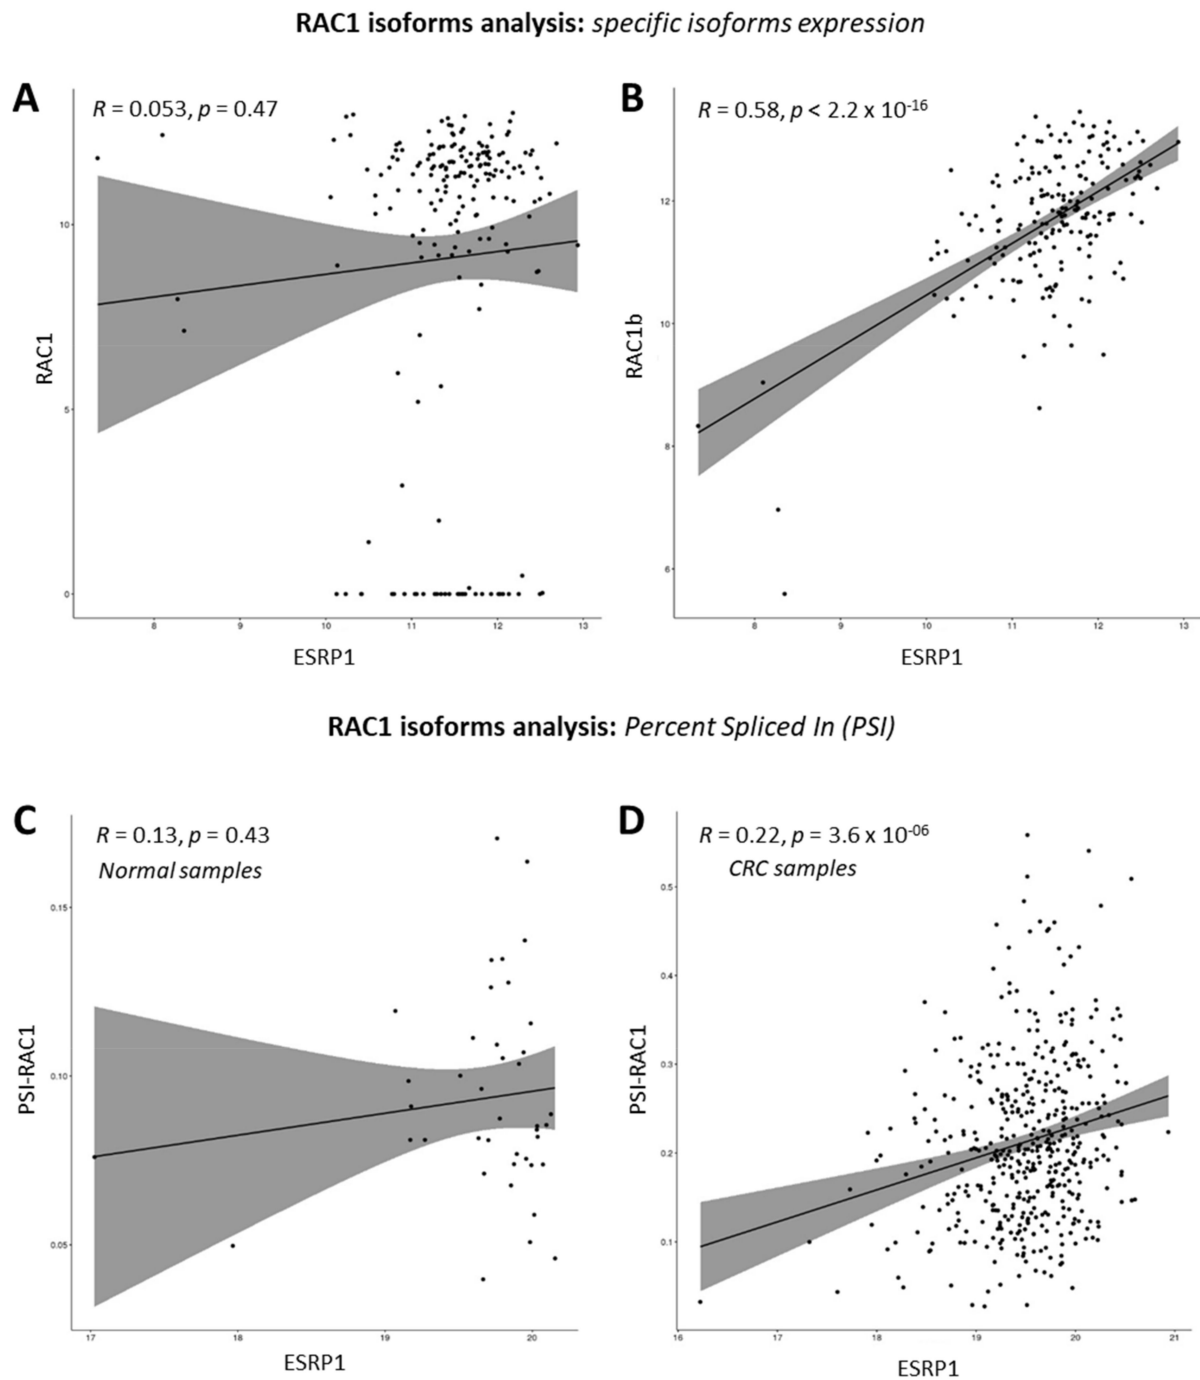 RAC1 isoforms analysis: specific isoforms expression
A
R = 0.053, p = 0.47
10
5
0
RAC1
8
9
10
11
12
13
ESRP1
B
R = 0.58, p < 2.2 x 10⁻¹⁶
12
10
8
6
RAC1b
8
9
10
11
12
13
ESRP1
RAC1 isoforms analysis: Percent Spliced In (PSI)
C
R = 0.13, p = 0.43
Normal samples
0.15
0.10
0.05
PSI-RAC1
17
18
19
20
ESRP1
D
R = 0.22, p = 3.6 x 10⁻⁰⁶
CRC samples
0.5
0.4
0.3
0.2
0.1
PSI-RAC1
16
17
18
19
20
21
ESRP1